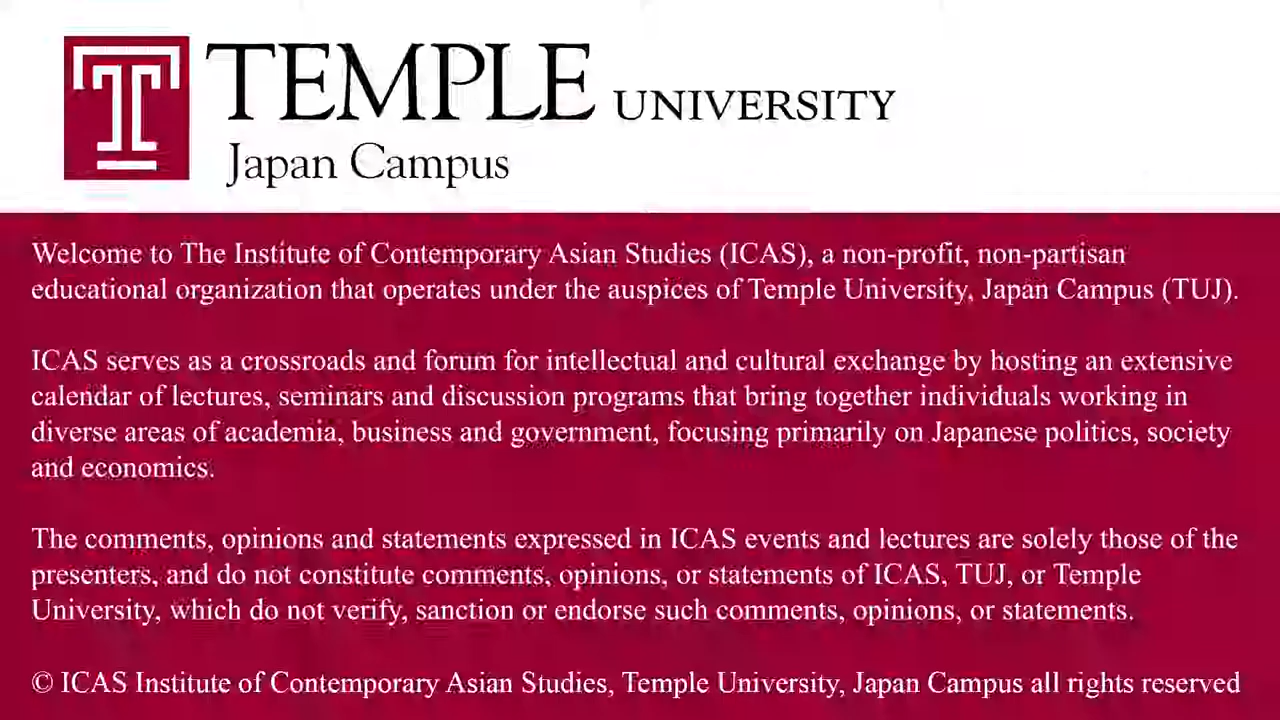 T TEMPLE UNIVERSITY
Japan Campus
Welcome to The Institute of Contemporary Asian Studies (ICAS), a non-profit, non-partisan
educational organization that operates under the auspices of Temple University, Japan Campus (TUJ).
ICAS serves as a crossroads and forum for intellectual and cultural exchange by hosting an extensive
calendar of lectures, seminars and discussion programs that bring together individuals working in
diverse areas of academia, business and government, focusing primarily on Japanese politics, society
and economics.
The comments, opinions and statements expressed in ICAS events and lectures are solely those of the
presenters, and do not constitute comments, opinions, or statements of ICAS, TUJ, or Temple
University, which do not verify, sanction or endorse such comments, opinions, or statements.
© ICAS Institute of Contemporary Asian Studies, Temple University, Japan Campus all rights reserved